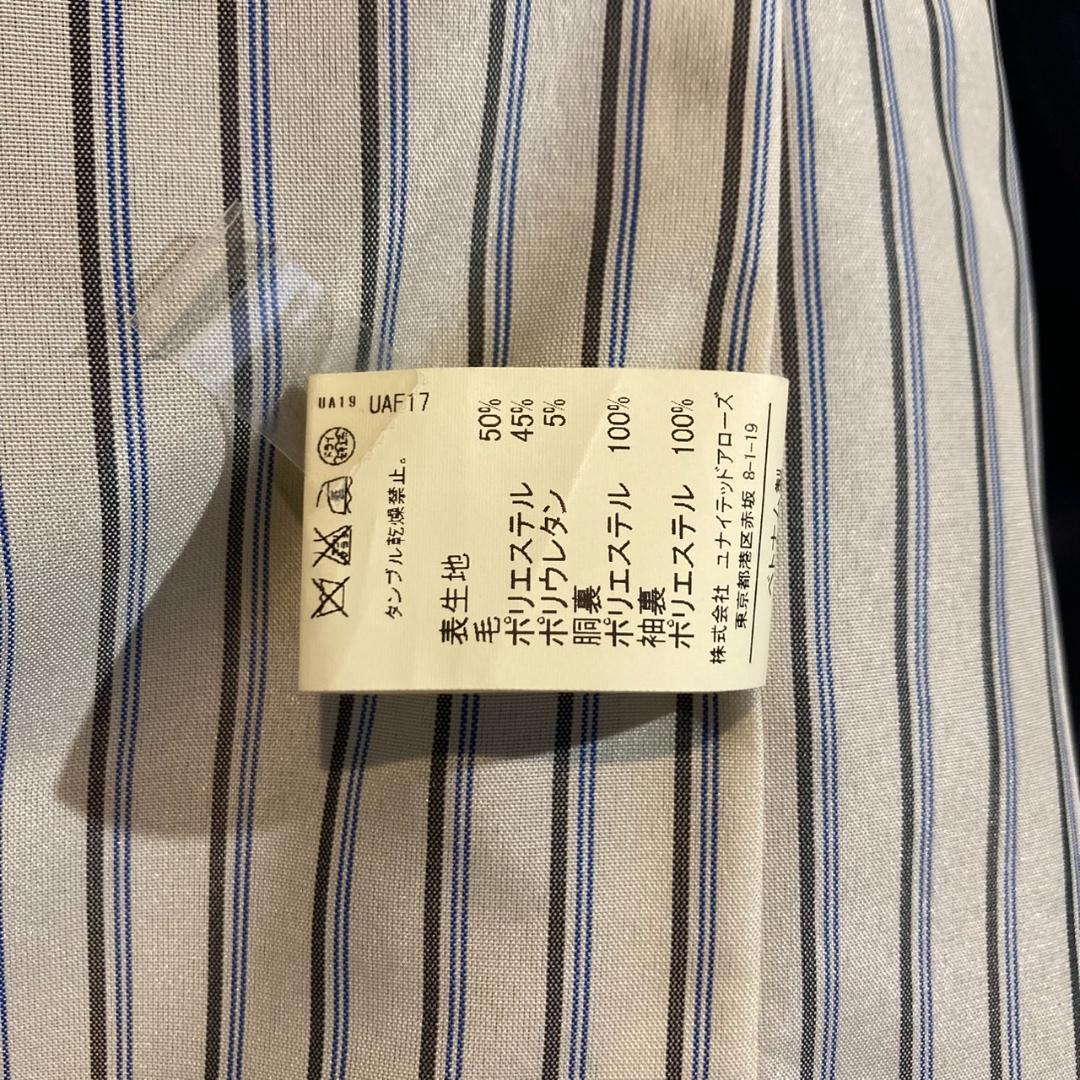 UA19 UAF17
ドライ
タンブル乾燥禁止。
表生地
毛 50%
ポリエステル 45%
ポリウレタン 5%
胴裏
ポリエステル 100%
袖裏
ポリエステル 100%
株式会社 ユナイテッドアローズ
東京都港区赤坂 8-1-19